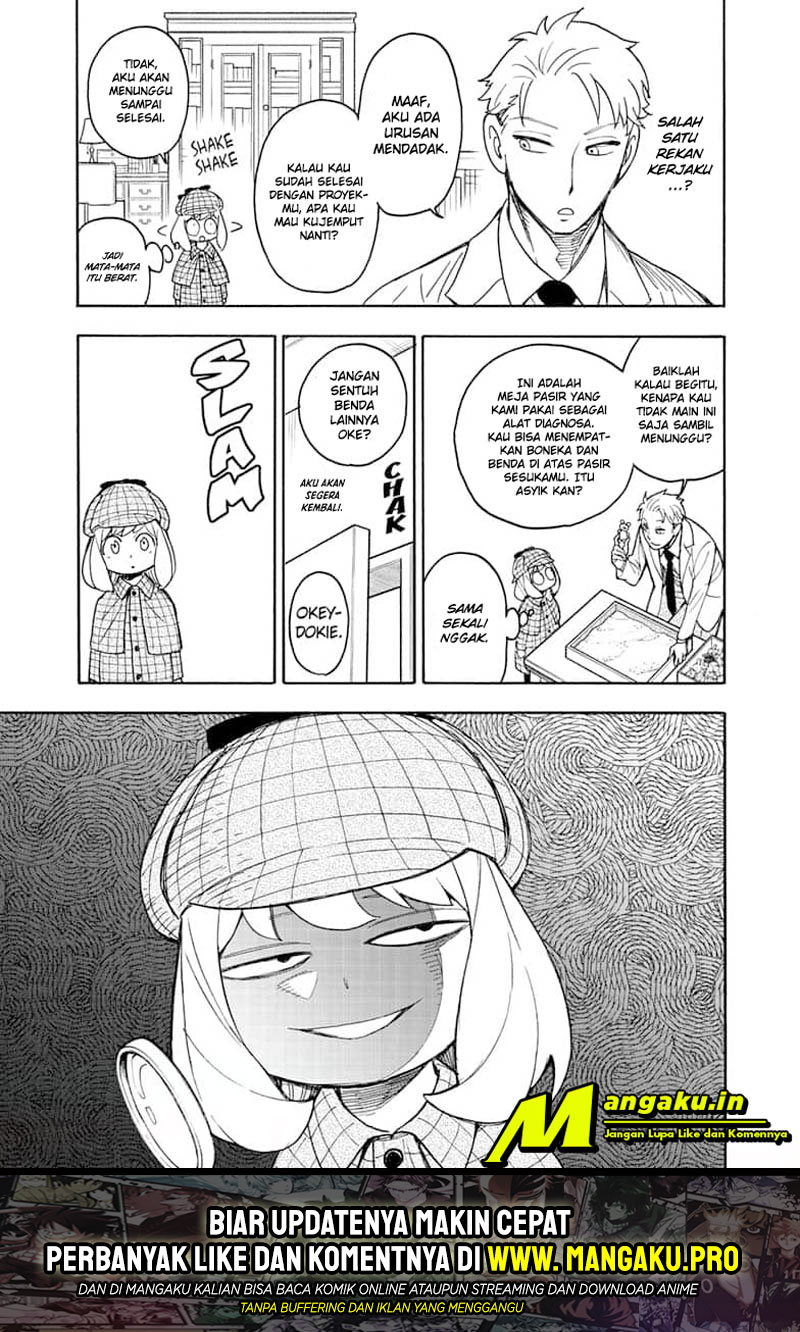 SALAH
SATU
REKAN
KERJAKU
...?
MAAF,
AKU ADA
URUSAN
MENDADAK.
KALAU KAU
SUDAH SELESAI
DENGAN PROYEK-
MU, APA KAU
MAU KUJEMPUT
NANTI?
TIDAK,
AKU AKAN
MENUNGGU
SAMPAI
SELESAI.
SHAKE
SHAKE
JADI
MATA-MATA
ITU BERAT.
BAIKLAH
KALAU BEGITU,
KENAPA KAU
TIDAK MAIN INI
SAJA SAMBIL
MENUNGGU?
INI ADALAH
MEJA PASIR YANG
KAMI PAKAI SEBAGAI
ALAT DIAGNOSA.
KAU BISA MENEMPAT-
KAN BONEKA DAN
BENDA DI ATAS PASIR
SESUKAMU. ITU
ASYIK KAN?
SAMA
SEKALI
NGGAK.
JANGAN
SENTUH
BENDA
LAINNYA
OKE?
AKU AKAN
SEGERA
KEMBALI.
CHAK
OKEY-
DOKIE.
SLAM
Mangaku.in
Jangan Lupa Like dan Komennya
BIAR UPDATENYA MAKIN CEPAT
PERBANYAK LIKE DAN KOMENTNYA DI WWW. MANGAKU.PRO
DAN DI MANGAKU KALIAN BISA BACA KOMIK ONLINE ATAUPUN STREAMING DAN DOWNLOAD ANIME
TANPA BUFFERING DAN IKLAN YANG MENGGANGU